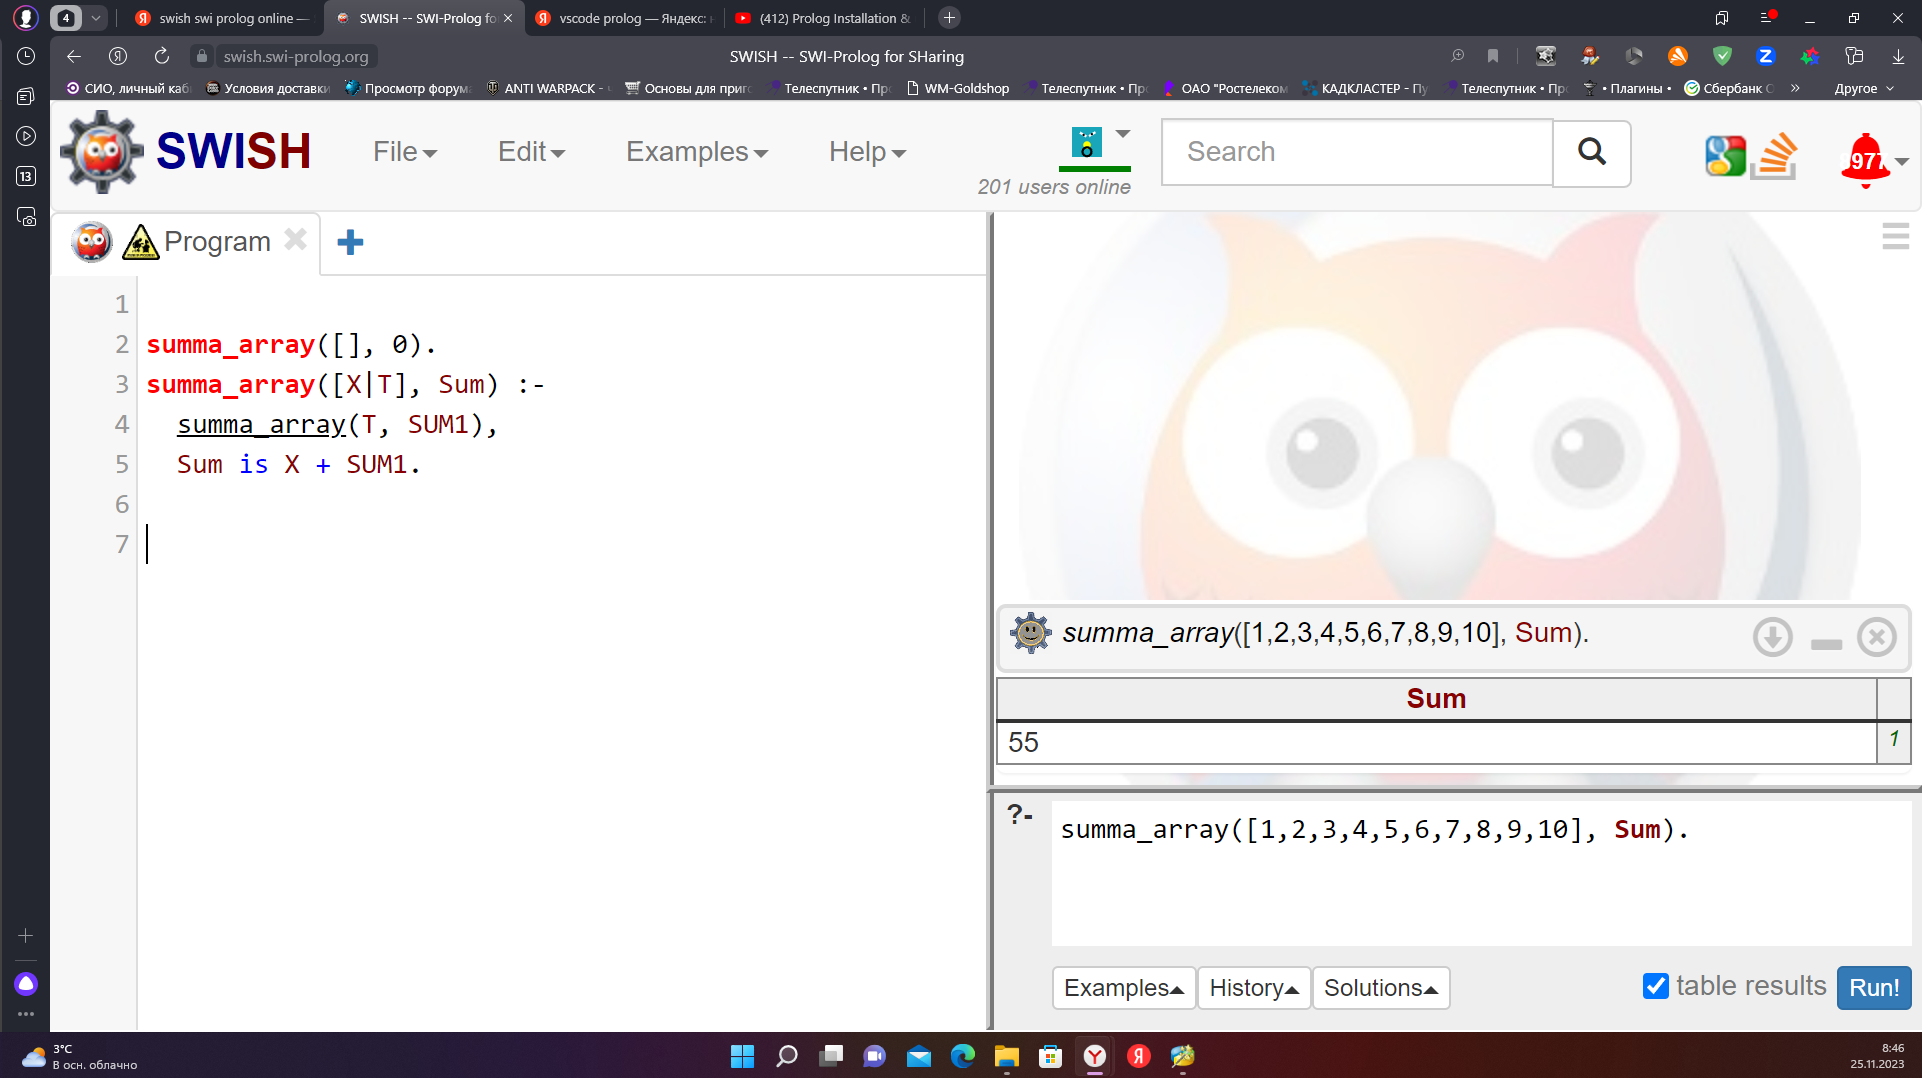 4
swish swi prolog online —
SWISH -- SWI-Prolog fo
vscode prolog — Яндекс:
(412) Prolog Installation &
swish.swi-prolog.org
SWISH -- SWI-Prolog for SHaring
СИО, личный каб
Условия доставки
Просмотр форума
ANTI WARPACK -
Основы для приго
Телеспутник • Пр
WM-Goldshop
Телеспутник • Пр
ОАО "Ростелеком
КАДКЛАСТЕР - Пу
Телеспутник • Пр
• Плагины •
Сбербанк
»
Другое
13
SWISH
File
Edit
Examples
Help
201 users online
Search
Program
1
2 summa_array([], 0).
3 summa_array([X|T], Sum) :-
4 summa_array(T, SUM1),
5 Sum is X + SUM1.
6
7
summa_array([1,2,3,4,5,6,7,8,9,10], Sum).
Sum
55 1
?- summa_array([1,2,3,4,5,6,7,8,9,10], Sum).
Examples
History
Solutions
table results
Run!
3°C
В осн. облачно
8:46
25.11.2023